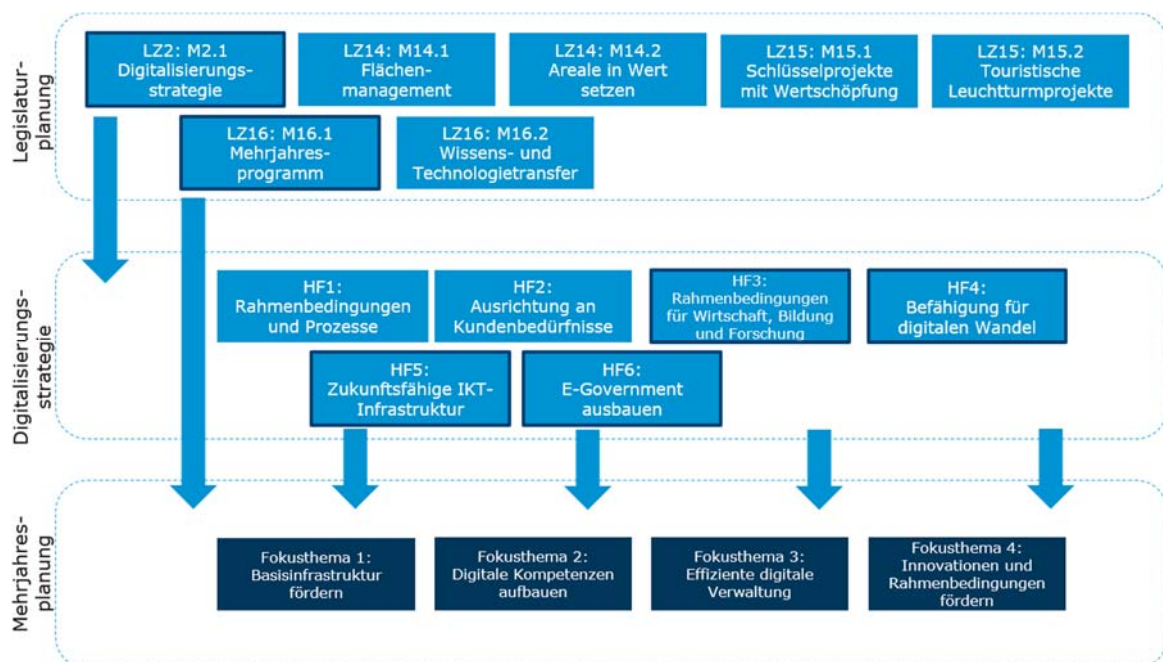 Legislatur-
planung
LZ2: M2.1
Digitalisierungs-
strategie
LZ14: M14.1
Flächen-
management
LZ14: M14.2
Areale in Wert
setzen
LZ15: M15.1
Schlüsselprojekte
mit Wertschöpfung
LZ15: M15.2
Touristische
Leuchtturmprojekte
LZ16: M16.1
Mehrjahres-
programm
LZ16: M16.2
Wissens- und
Technologietransfer
Digitalisierungs-
strategie
HF1:
Rahmenbedingungen
und Prozesse
HF2:
Ausrichtung an
Kundenbedürfnisse
HF3:
Rahmenbedingungen
für Wirtschaft, Bildung
und Forschung
HF4:
Befähigung für
digitalen Wandel
HF5:
Zukunftsfähige IKT-
Infrastruktur
HF6:
E-Government
ausbauen
Mehrjahres-
planung
Fokusthema 1:
Basisinfrastruktur
fördern
Fokusthema 2:
Digitale Kompetenzen
aufbauen
Fokusthema 3:
Effiziente digitale
Verwaltung
Fokusthema 4:
Innovationen und
Rahmenbedingungen
fördern